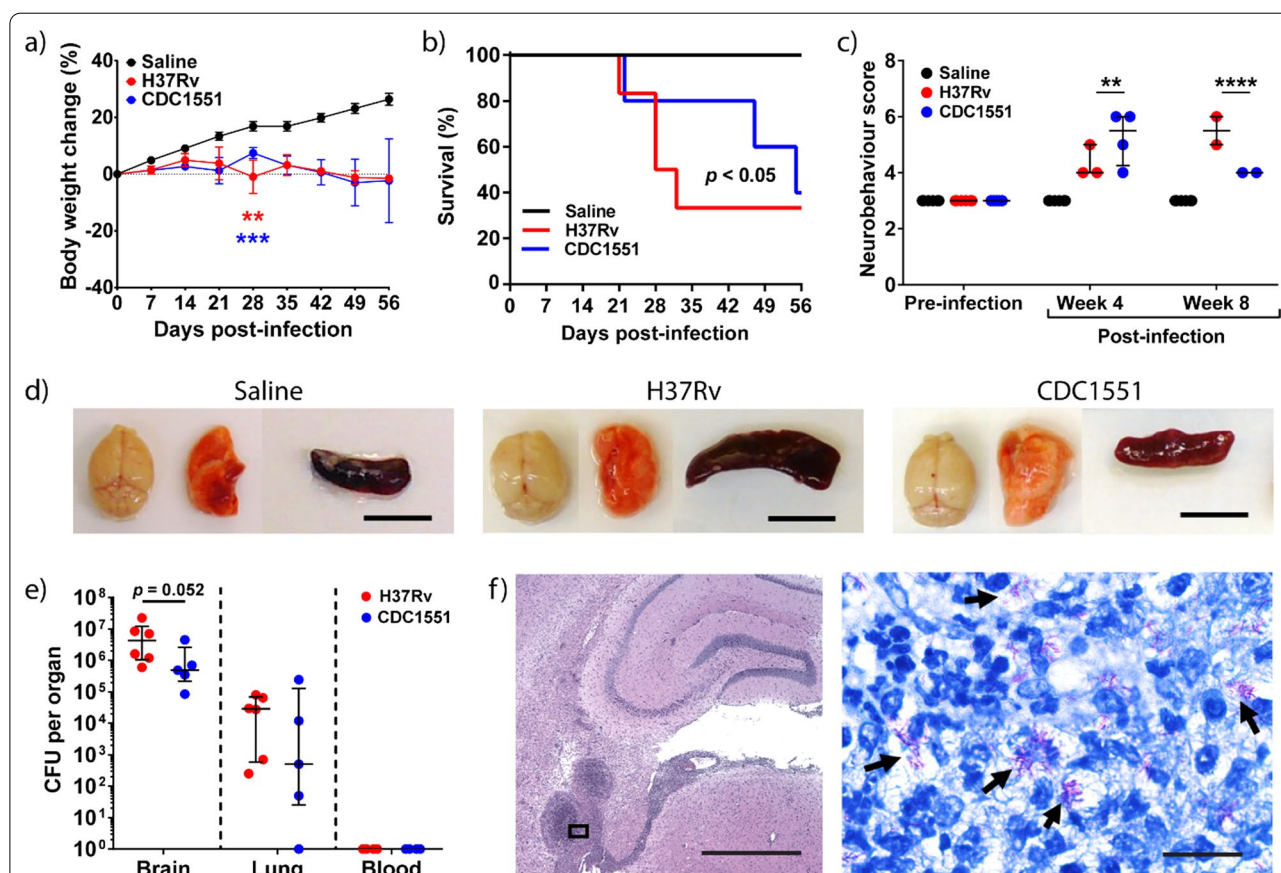 a)
Body weight change (%)
Saline
H37Rv
CDC1551
40
20
0
-20
-40
**
***
0 7 14 21 28 35 42 49 56
Days post-infection
b)
Survival (%)
100
80
60
40
20
0
p < 0.05
Saline
H37Rv
CDC1551
0 7 14 21 28 35 42 49 56
Days post-infection
c)
Neurobehaviour score
8
6
4
2
0
Saline
H37Rv
CDC1551
**
****
Pre-infection Week 4 Week 8
Post-infection
d)
Saline
H37Rv
CDC1551
e)
CFU per organ
10⁸
10⁷
10⁶
10⁵
10⁴
10³
10²
10¹
10⁰
p = 0.052
H37Rv
CDC1551
Brain Lung Blood
f)